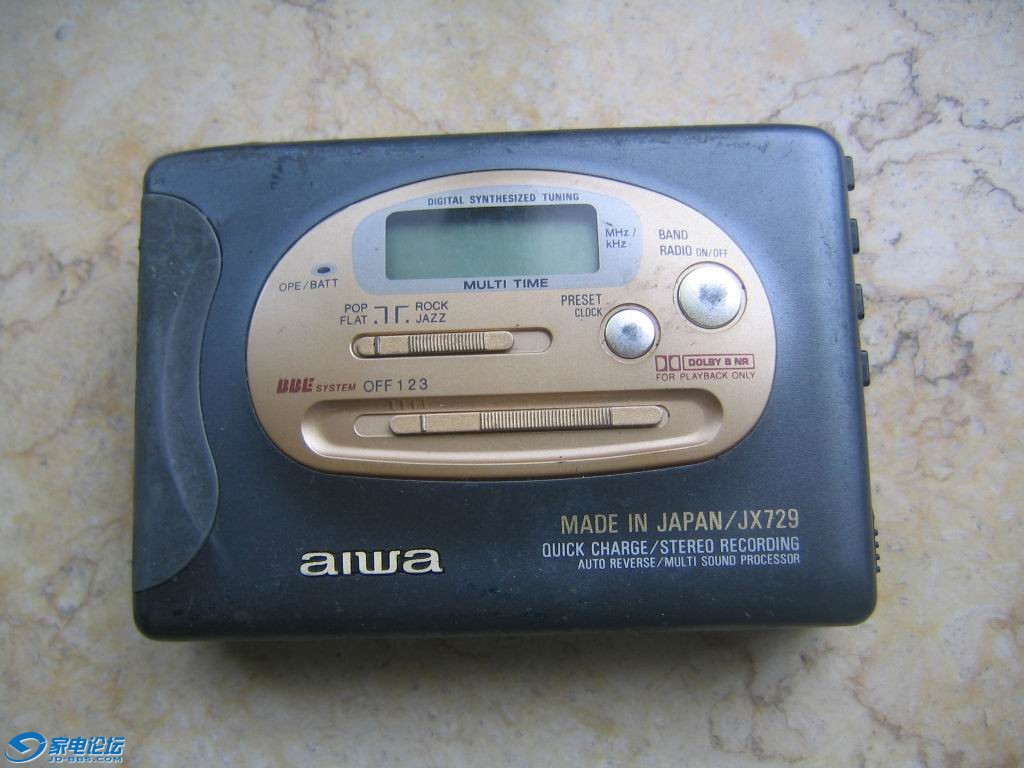 DIGITAL SYNTHESIZED TUNING
MHz /
kHz
MULTI TIME
BAND
RADIO ON/OFF
OPE/BATT
PRESET
CLOCK
POP ROCK
FLAT JAZZ
DOLBY B NR
FOR PLAYBACK ONLY
BBE SYSTEM OFF 1 2 3
MADE IN JAPAN/JX729
QUICK CHARGE/STEREO RECORDING
AUTO REVERSE/MULTI SOUND PROCESSOR
aiwa
家电论坛
JD-BBS.COM